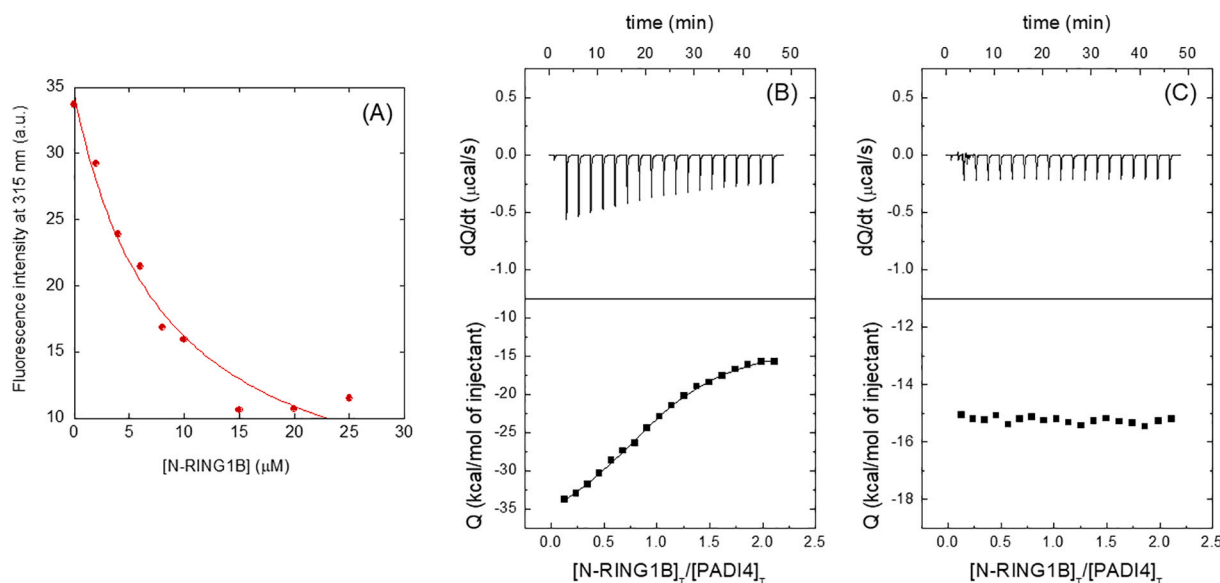 (A)
Fluorescence intensity at 315 nm (a.u.)
35
30
25
20
15
10
0 5 10 15 20 25 30
[N-RING1B] (μM)
time (min)
0 10 20 30 40 50
(B)
dQ/dt (μcal/s)
0.5
0.0
-0.5
-1.0
Q (kcal/mol of injectant)
-10
-15
-20
-25
-30
-35
0.0 0.5 1.0 1.5 2.0 2.5
[N-RING1B]T/[PADI4]T
time (min)
0 10 20 30 40 50
(C)
dQ/dt (μcal/s)
0.5
0.0
-0.5
-1.0
Q (kcal/mol of injectant)
-12
-14
-16
-18
0.0 0.5 1.0 1.5 2.0 2.5
[N-RING1B]T/[PADI4]T